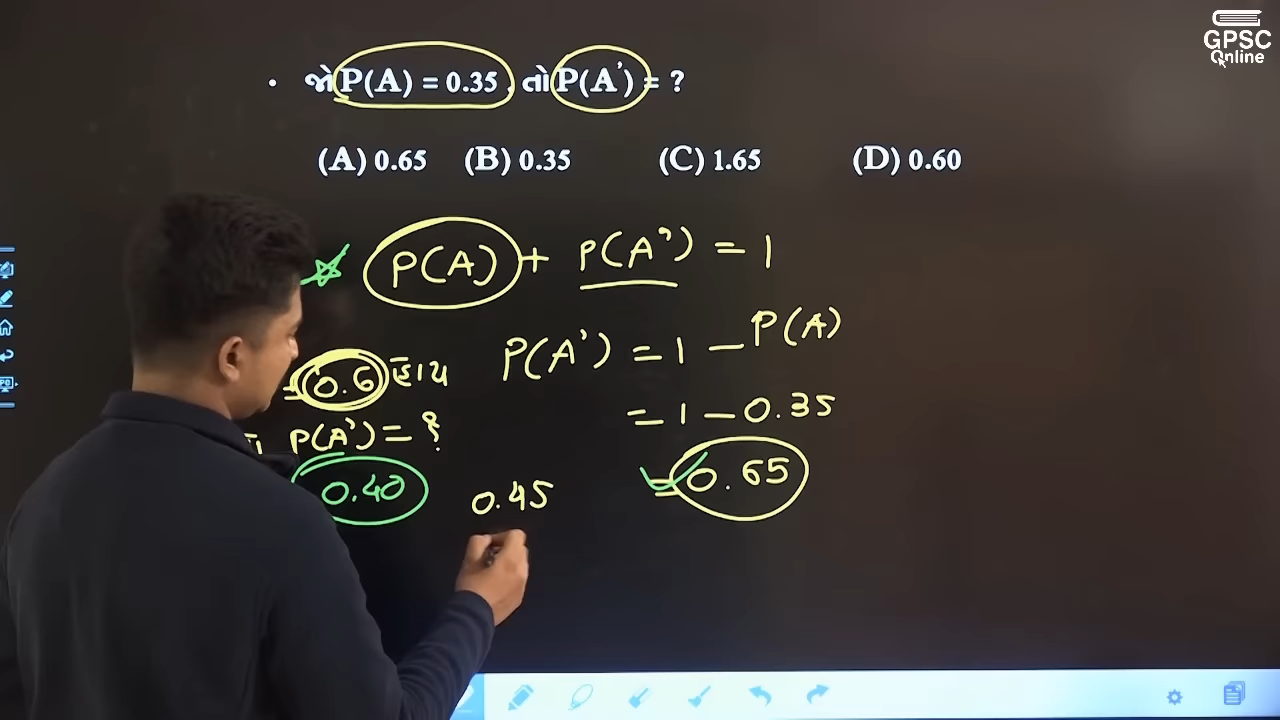 GPSC
Online
• જો P(A) = 0.35, તો P(A') = ?
(A) 0.65 (B) 0.35 (C) 1.65 (D) 0.60
P(A) + P(A') = 1
P(A') = 1 - P(A)
= 0.6 હોય
= 1 - 0.35
P(A') = ?
= 0.65
0.40
0.45